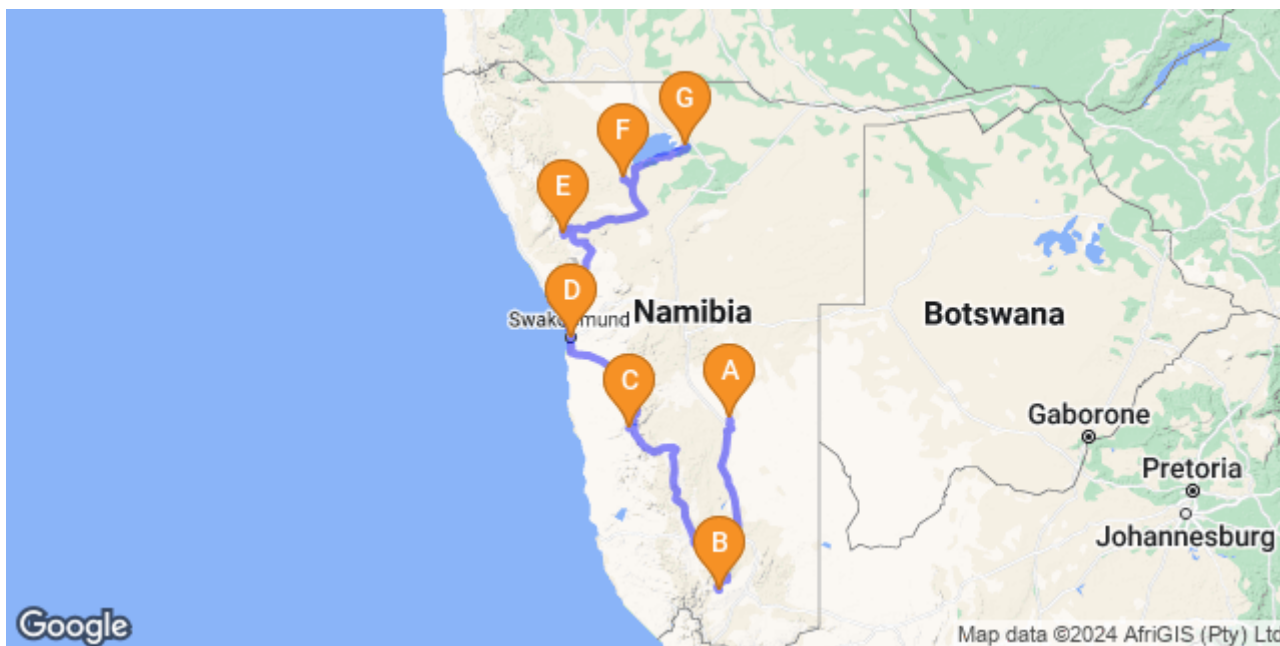 G
F
E
D
Swakopmund
Namibia
Botswana
A
C
Gaborone
Pretoria
B
Johannesburg
Google
Map data ©2024 AfriGIS (Pty) Ltd